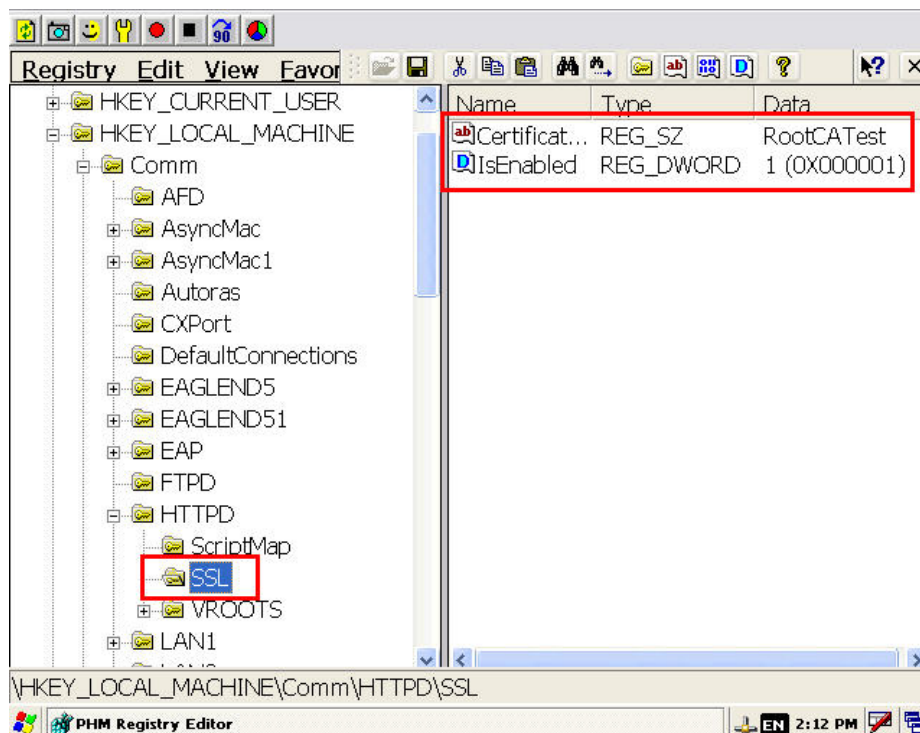 90
Registry Edit View Favor
HKEY_CURRENT_USER
HKEY_LOCAL_MACHINE
Comm
AFD
AsyncMac
AsyncMac1
Autoras
CXPort
DefaultConnections
EAGLEND5
EAGLEND51
EAP
FTPD
HTTPD
ScriptMap
SSL
VROOTS
LAN1
Name Type Data
Certificat... REG_SZ RootCATest
IsEnabled REG_DWORD 1 (0X000001)
\HKEY_LOCAL_MACHINE\Comm\HTTPD\SSL
PHM Registry Editor EN 2:12 PM